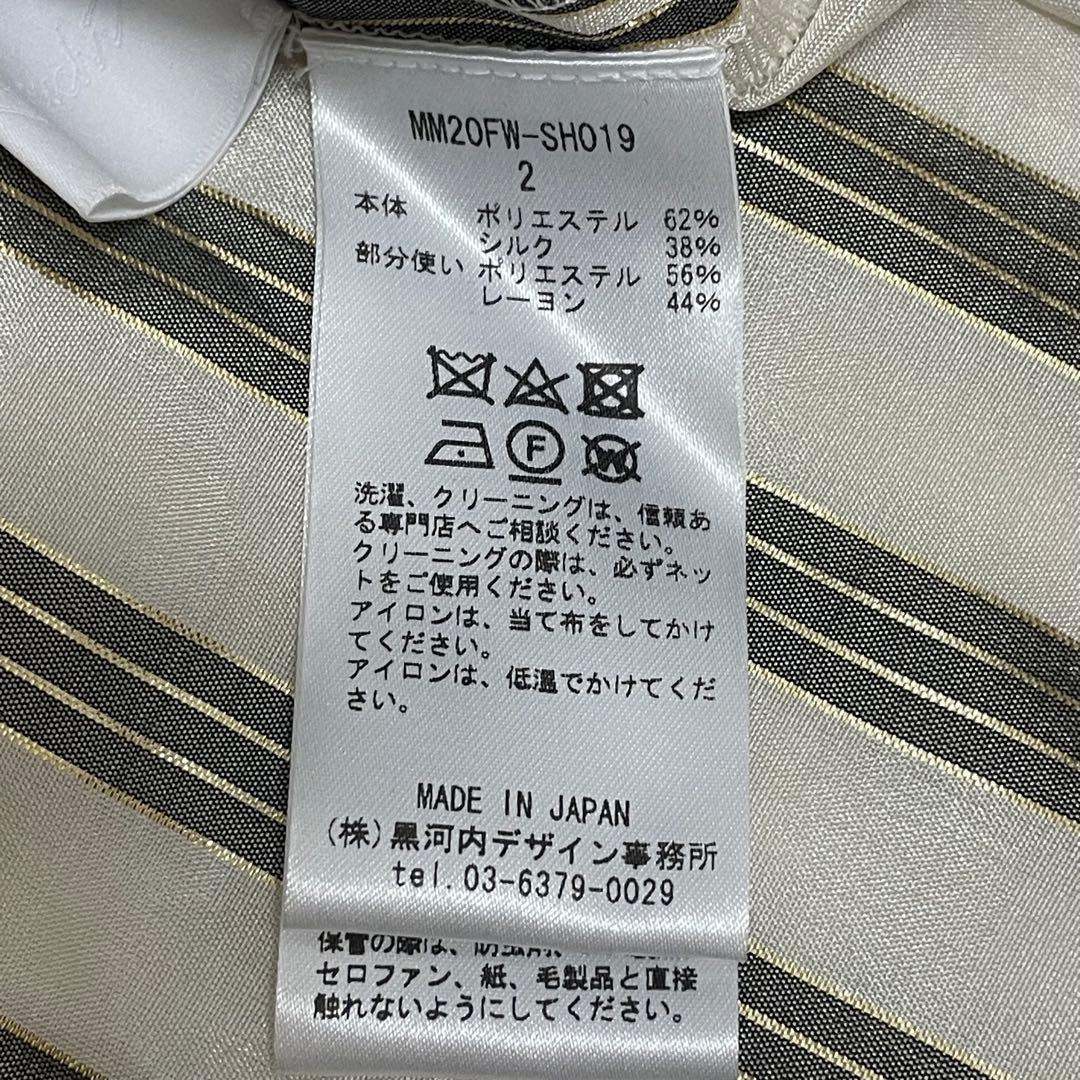 MM20FW-SH019
2
本体 ポリエステル 62%
シルク 38%
部分使い ポリエステル 56%
レーヨン 44%
F
W
洗濯、クリーニングは、信頼あ
る専門店へご相談ください。
クリーニングの際は、必ずネッ
トをご使用ください。
アイロンは、当て布をしてかけ
てください。
アイロンは、低温でかけてくだ
さい。
MADE IN JAPAN
(株)黒河内デザイン事務所
tel.03-6379-0029
保管の際は、防虫剤、
セロファン、紙、毛製品と直接
触れないようにしてください。